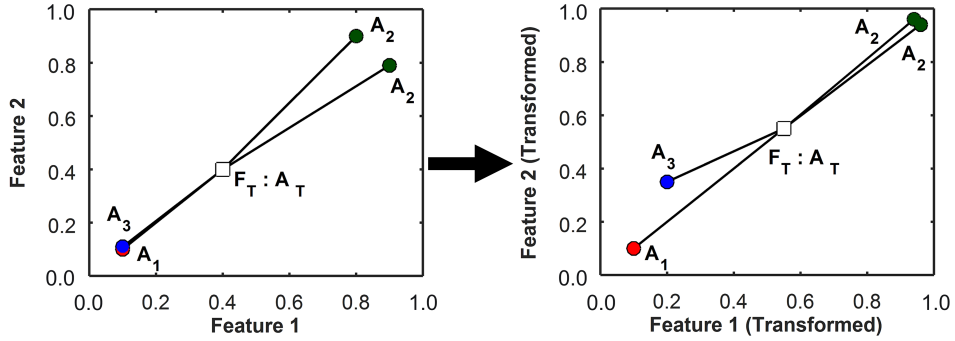 1.0
0.8
0.6
0.4
0.2
0.0
0.0 0.2 0.4 0.6 0.8 1.0
Feature 2
Feature 1
A2
A2
FT : AT
A3
A1
1.0
0.8
0.6
0.4
0.2
0.0
0.0 0.2 0.4 0.6 0.8 1.0
Feature 2 (Transformed)
Feature 1 (Transformed)
A2
A2
A3
FT : AT
A1